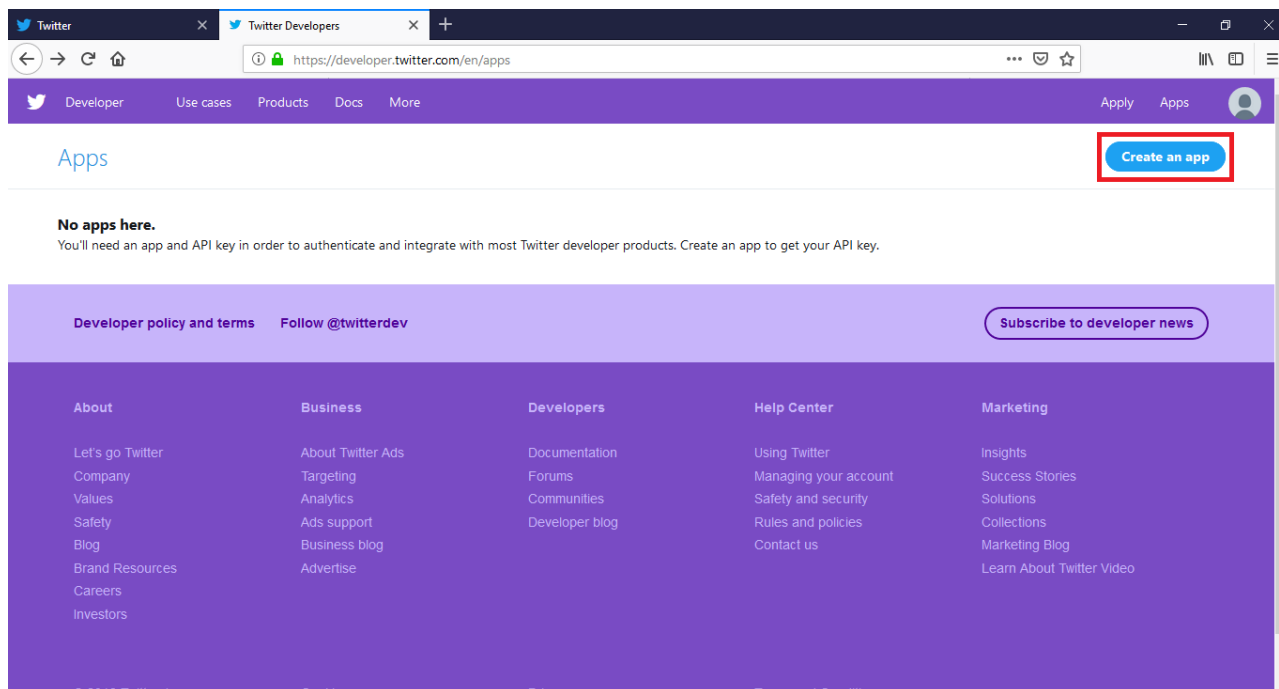 Twitter
Twitter Developers
https://developer.twitter.com/en/apps
Developer Use cases Products Docs More Apply Apps
Apps
Create an app
No apps here.
You'll need an app and API key in order to authenticate and integrate with most Twitter developer products. Create an app to get your API key.
Developer policy and terms Follow @twitterdev Subscribe to developer news
About Business Developers Help Center Marketing
Let's go Twitter About Twitter Ads Documentation Using Twitter Insights
Company Targeting Forums Managing your account Success Stories
Values Analytics Communities Safety and security Solutions
Safety Ads support Developer blog Rules and policies Collections
Blog Business blog Contact us Marketing Blog
Brand Resources Advertise Learn About Twitter Video
Careers
Investors